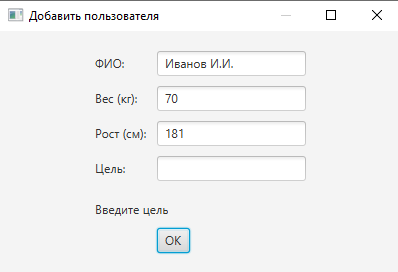 Добавить пользователя
ФИО: Иванов И.И.
Вес (кг): 70
Рост (см): 181
Цель:
Введите цель
OK